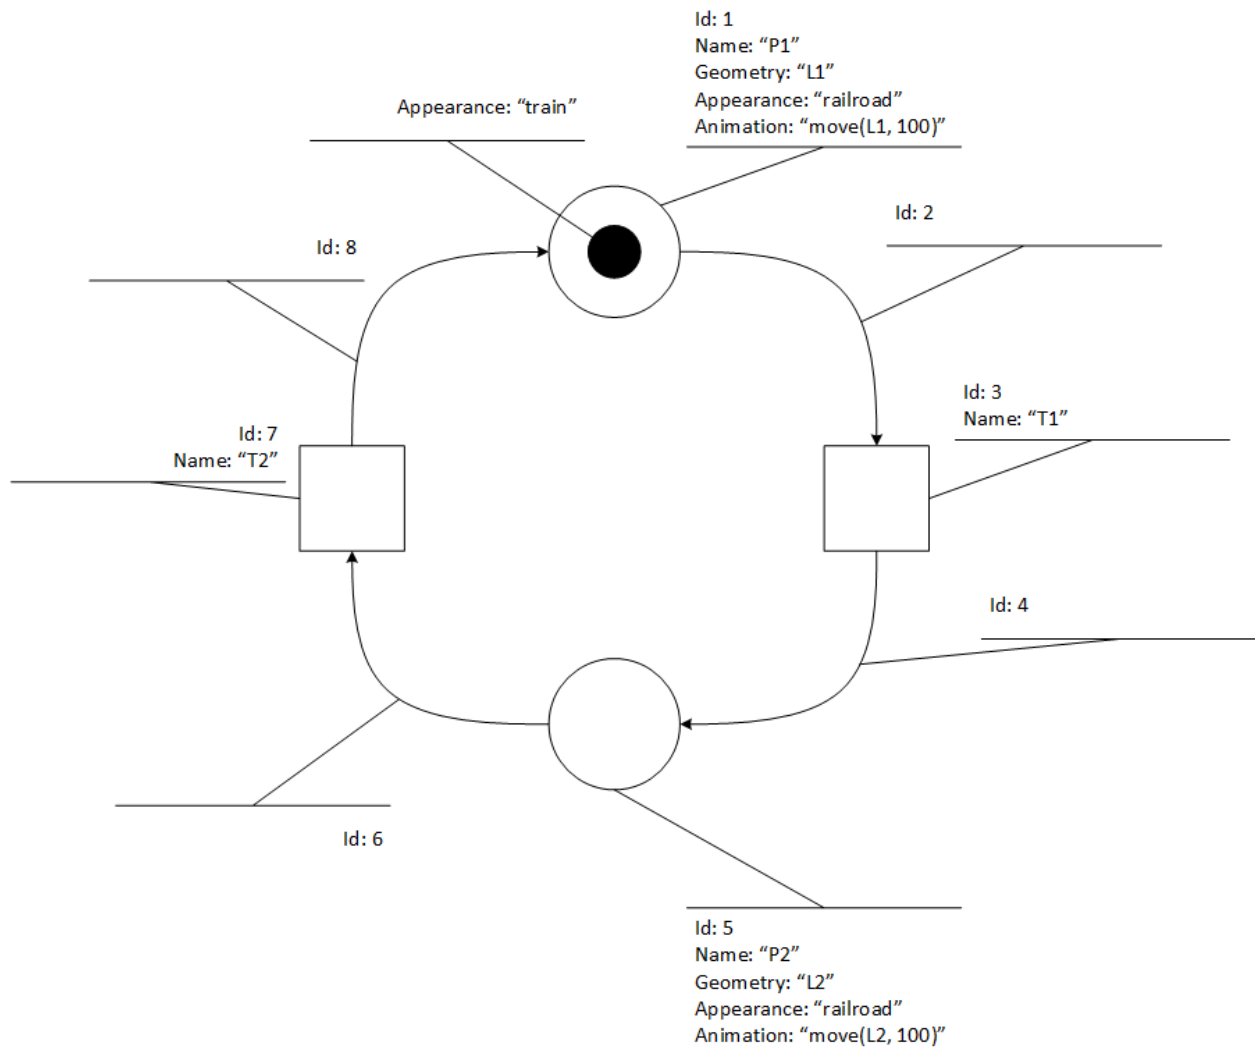 Id: 1
Name: “P1”
Geometry: “L1”
Appearance: “railroad”
Animation: “move(L1, 100)”
Appearance: “train”
Id: 2
Id: 8
Id: 3
Name: “T1”
Id: 7
Name: “T2”
Id: 4
Id: 6
Id: 5
Name: “P2”
Geometry: “L2”
Appearance: “railroad”
Animation: “move(L2, 100)”